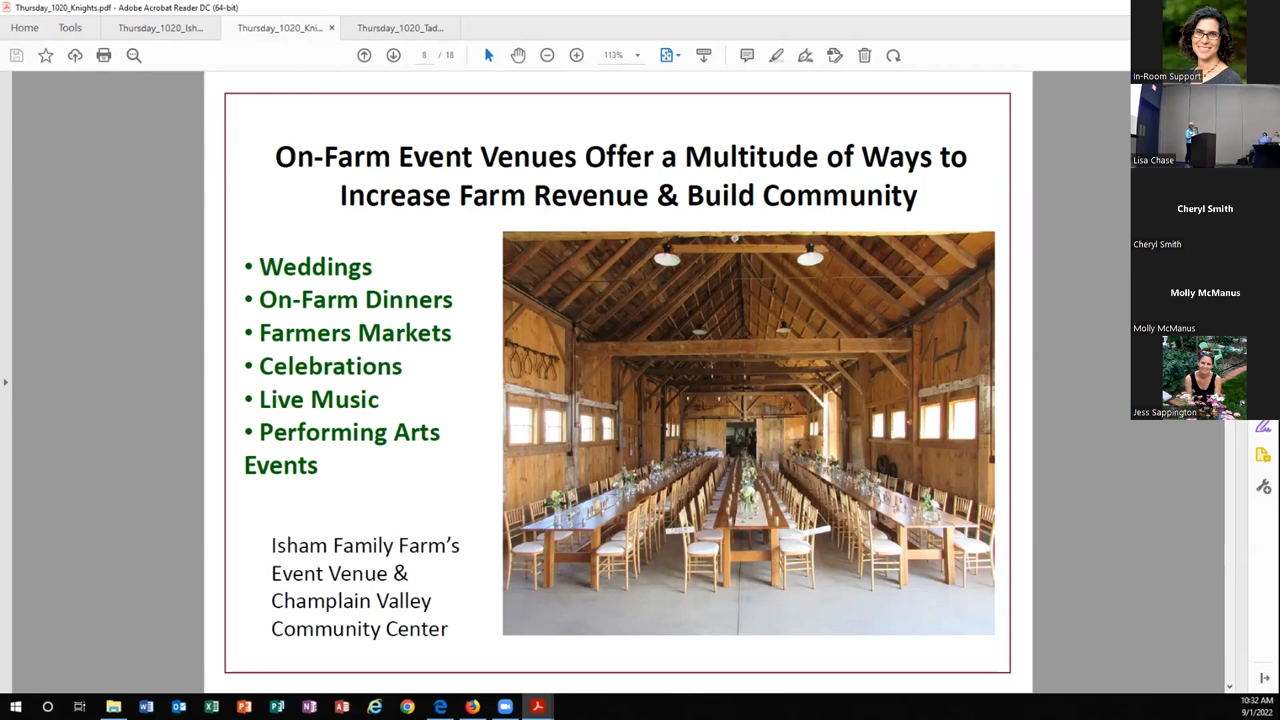 Thursday_1020_Knights.pdf - Adobe Acrobat Reader DC (64-bit)
Home
Tools
Thursday_1020_Ish...
Thursday_1020_Kni... ×
Thursday_1020_Tad...
8 / 18
113%
On-Farm Event Venues Offer a Multitude of Ways to
Increase Farm Revenue & Build Community
• Weddings
• On-Farm Dinners
• Farmers Markets
• Celebrations
• Live Music
• Performing Arts
Events
Isham Family Farm’s
Event Venue &
Champlain Valley
Community Center
In-Room Support
Lisa Chase
Cheryl Smith
Cheryl Smith
Molly McManus
Molly McManus
Jess Sappington
10:32 AM
9/1/2022